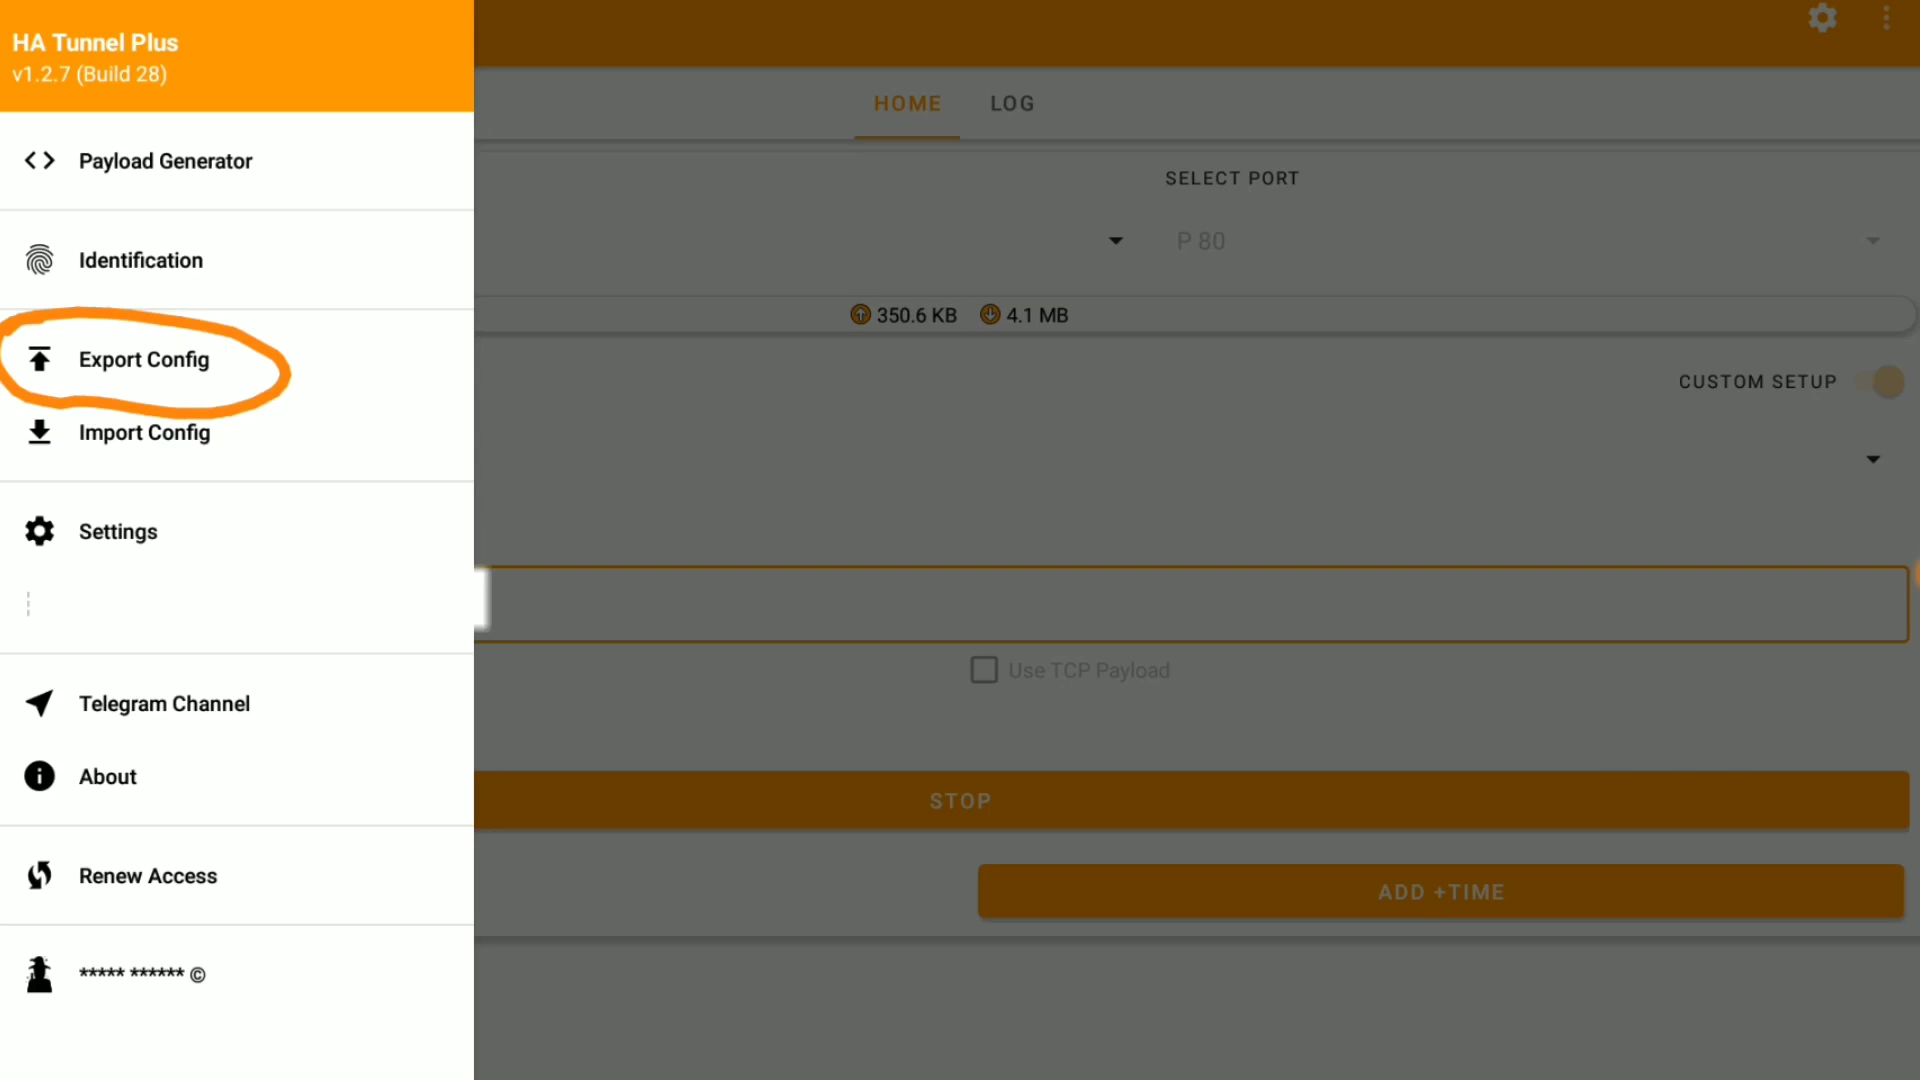 HA Tunnel Plus
v1.2.7 (Build 28)
Payload Generator
Identification
Export Config
Import Config
Settings
Telegram Channel
About
Renew Access
***** ****** ©
HOME LOG
SELECT PORT
P 80
350.6 KB 4.1 MB
CUSTOM SETUP
Use TCP Payload
STOP
ADD +TIME